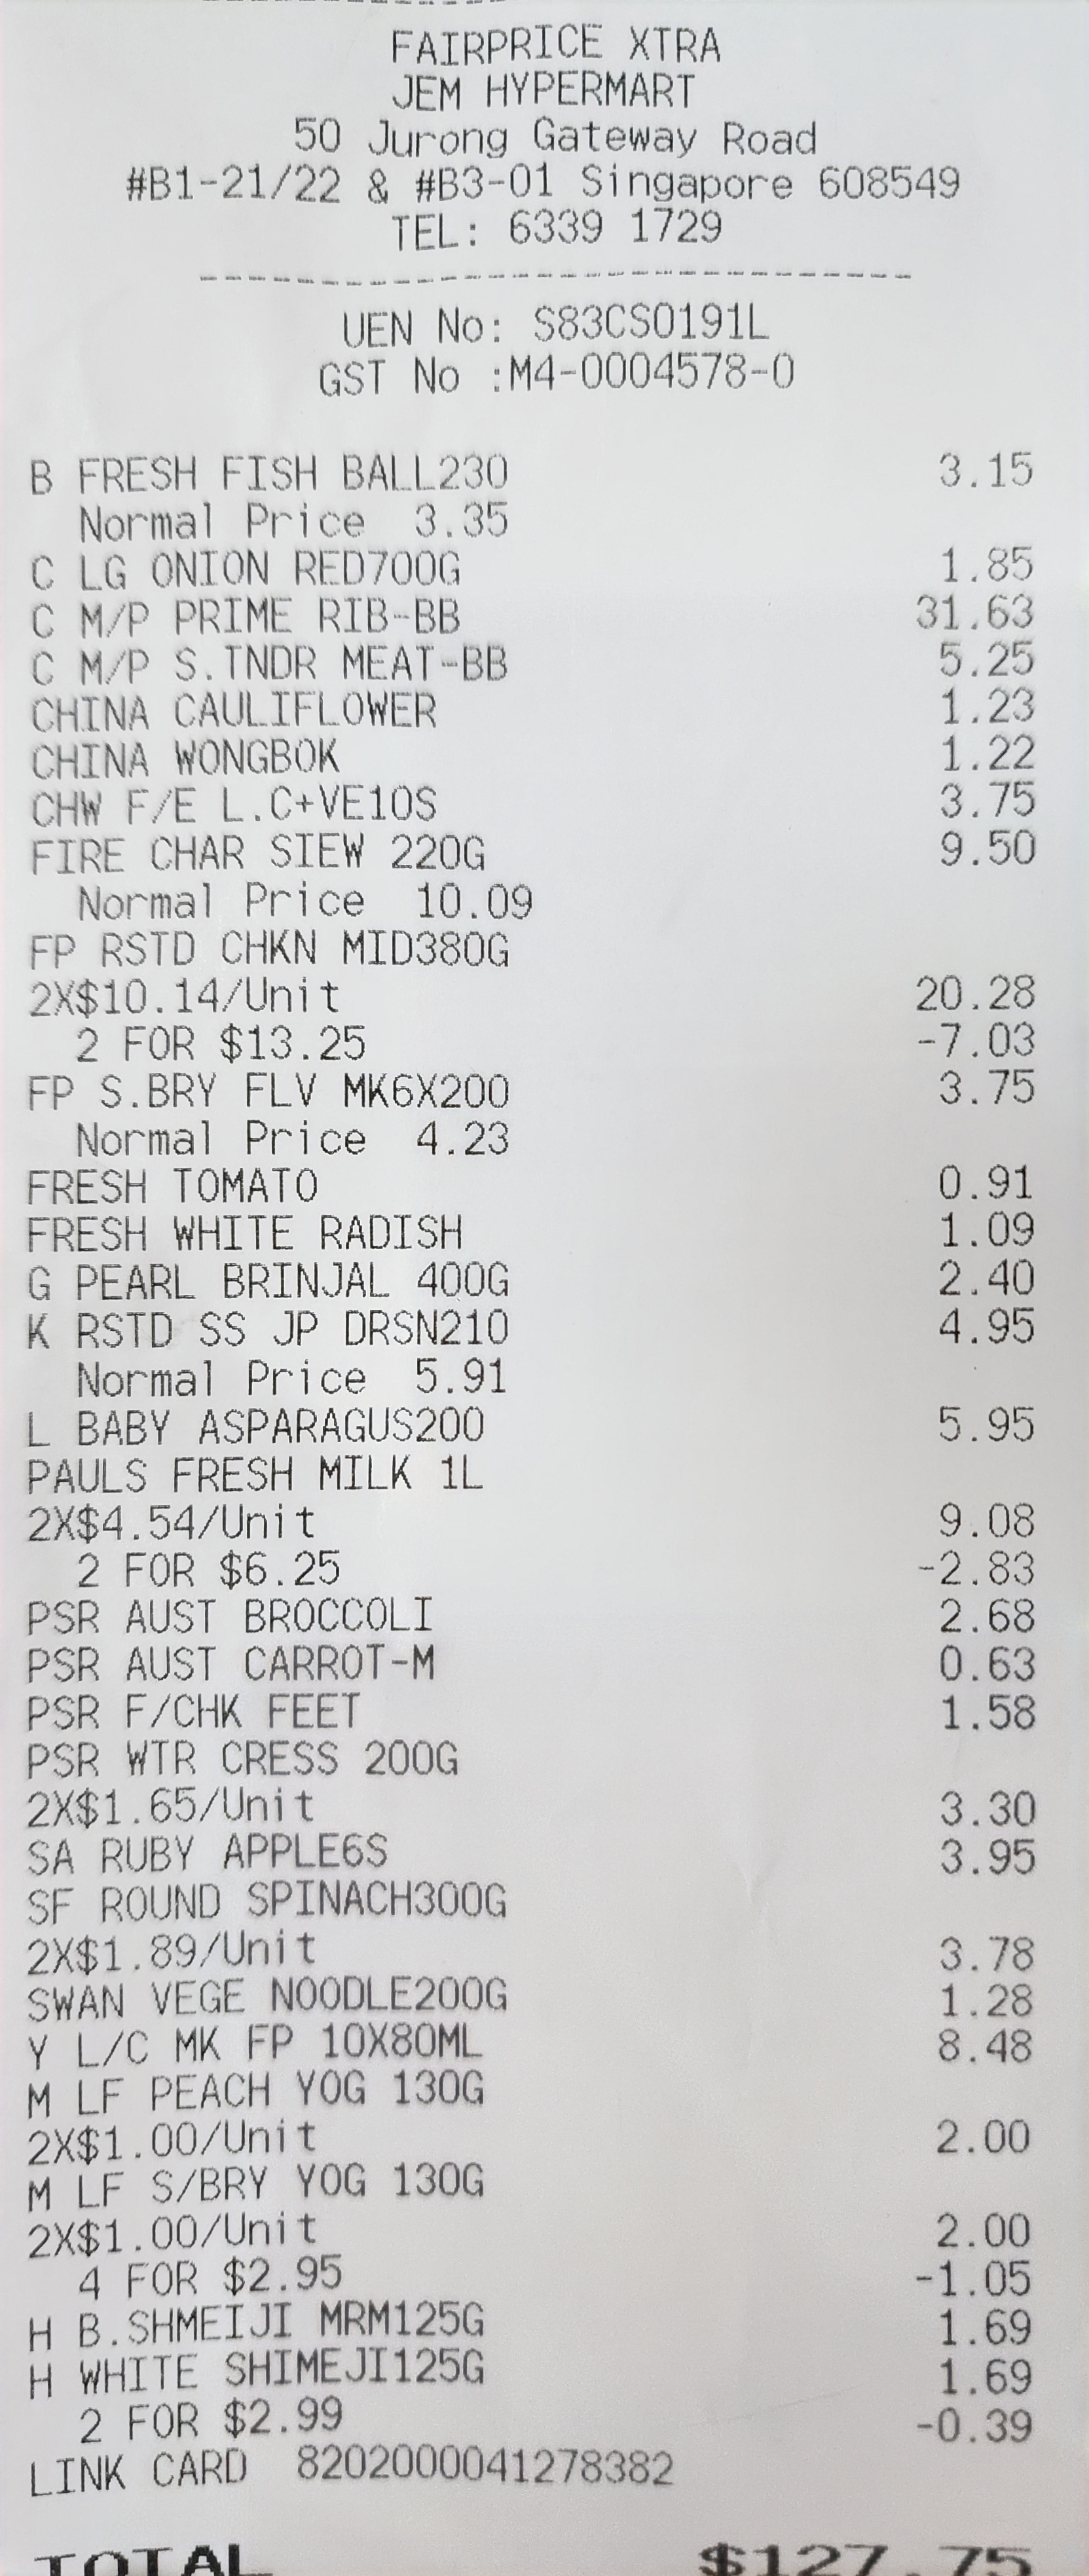 FAIRPRICE XTRA
JEM HYPERMART
50 Jurong Gateway Road
#B1-21/22 & #B3-01 Singapore 608549
TEL: 6339 1729
------------------------------
UEN No: S83CS0191L
GST No :M4-0004578-0
B FRESH FISH BALL230 3.15
Normal Price 3.35
C LG ONION RED700G 1.85
C M/P PRIME RIB-BB 31.63
C M/P S.TNDR MEAT-BB 5.25
CHINA CAULIFLOWER 1.23
CHINA WONGBOK 1.22
CHW F/E L.C+VE10S 3.75
FIRE CHAR SIEW 220G 9.50
Normal Price 10.09
FP RSTD CHKN MID380G
2X$10.14/Unit 20.28
2 FOR $13.25 -7.03
FP S.BRY FLV MK6X200 3.75
Normal Price 4.23
FRESH TOMATO 0.91
FRESH WHITE RADISH 1.09
G PEARL BRINJAL 400G 2.40
K RSTD SS JP DRSN210 4.95
Normal Price 5.91
L BABY ASPARAGUS200 5.95
PAULS FRESH MILK 1L
2X$4.54/Unit 9.08
2 FOR $6.25 -2.83
PSR AUST BROCCOLI 2.68
PSR AUST CARROT-M 0.63
PSR F/CHK FEET 1.58
PSR WTR CRESS 200G
2X$1.65/Unit 3.30
SA RUBY APPLE6S 3.95
SF ROUND SPINACH300G
2X$1.89/Unit 3.78
SWAN VEGE NOODLE200G 1.28
Y L/C MK FP 10X80ML 8.48
M LF PEACH YOG 130G
2X$1.00/Unit 2.00
M LF S/BRY YOG 130G
2X$1.00/Unit 2.00
4 FOR $2.95 -1.05
H B.SHMEIJI MRM125G 1.69
H WHITE SHIMEJI125G 1.69
2 FOR $2.99 -0.39
LINK CARD 8202000041278382
TOTAL $127.75